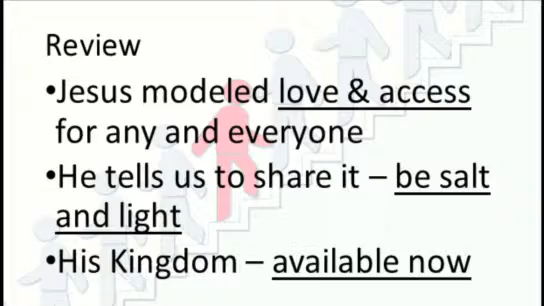 Review
•Jesus modeled love & access
for any and everyone
•He tells us to share it – be salt
and light
•His Kingdom – available now